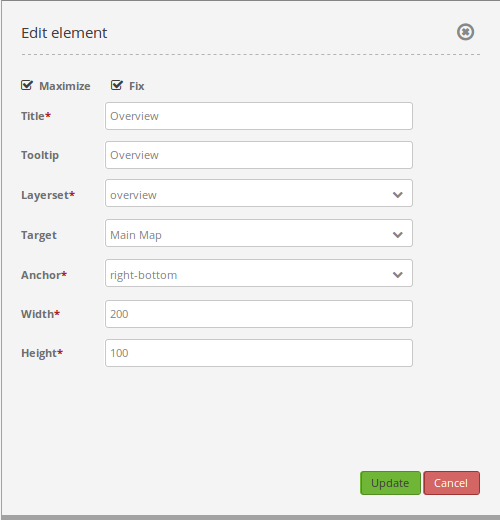 Edit element
Maximize Fix
Title* Overview
Tooltip Overview
Layerset* overview
Target Main Map
Anchor* right-bottom
Width* 200
Height* 100
Update Cancel